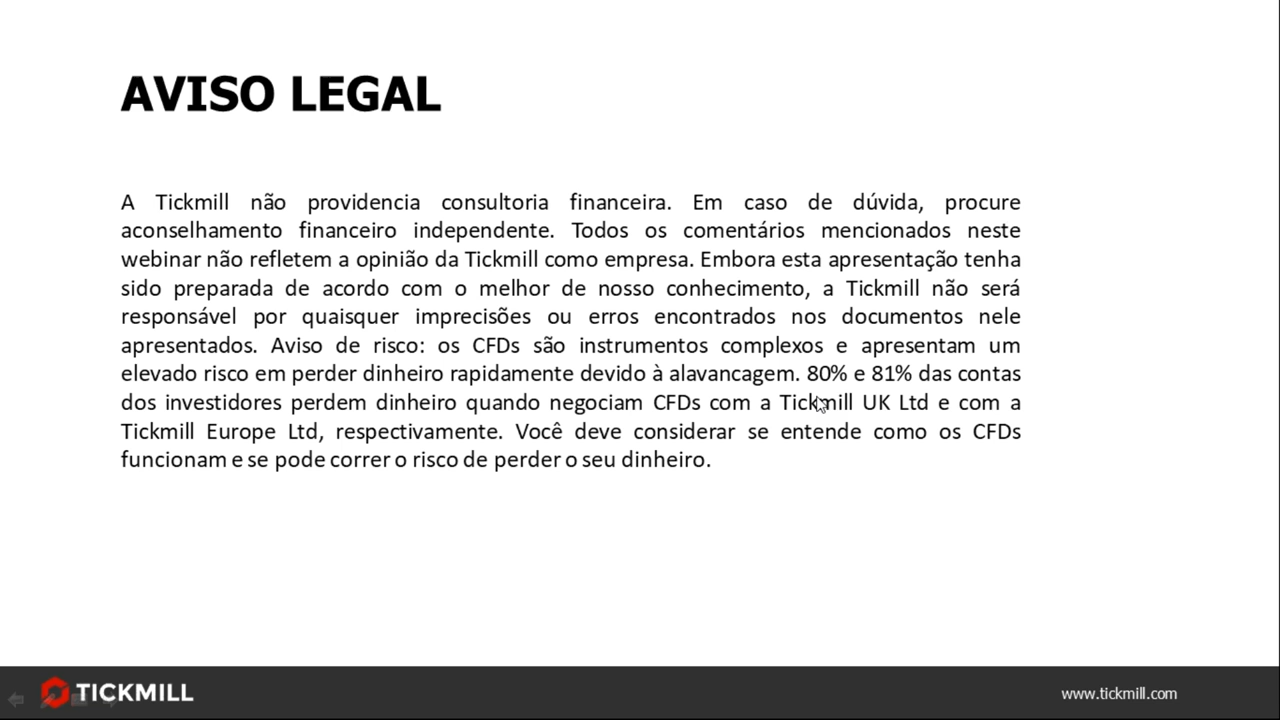 AVISO LEGAL
A Tickmill não providencia consultoria financeira. Em caso de dúvida, procure
aconselhamento financeiro independente. Todos os comentários mencionados neste
webinar não refletem a opinião da Tickmill como empresa. Embora esta apresentação tenha
sido preparada de acordo com o melhor de nosso conhecimento, a Tickmill não será
responsável por quaisquer imprecisões ou erros encontrados nos documentos nele
apresentados. Aviso de risco: os CFDs são instrumentos complexos e apresentam um
elevado risco em perder dinheiro rapidamente devido à alavancagem. 80% e 81% das contas
dos investidores perdem dinheiro quando negociam CFDs com a Tickmill UK Ltd e com a
Tickmill Europe Ltd, respectivamente. Você deve considerar se entende como os CFDs
funcionam e se pode correr o risco de perder o seu dinheiro.
TICKMILL
www.tickmill.com